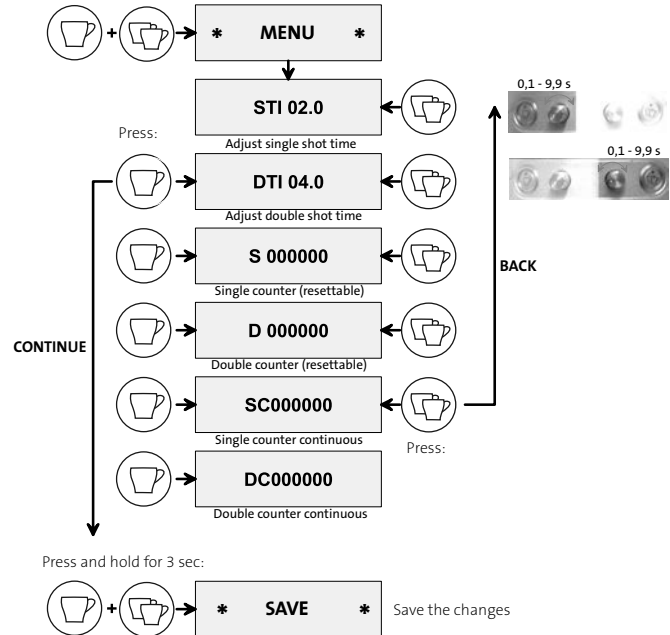 + * MENU *
STI 02.0
0,1 - 9,9 s
Press:
Adjust single shot time
0,1 - 9,9 s
DTI 04.0
Adjust double shot time
S 000000
BACK
Single counter (resettable)
D 000000
CONTINUE
Double counter (resettable)
SC000000
Single counter continuous
Press:
DC000000
Double counter continuous
Press and hold for 3 sec:
+ * SAVE * Save the changes